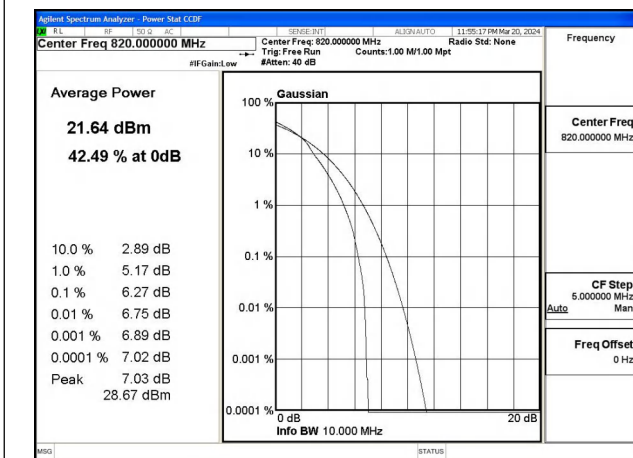 Agilent Spectrum Analyzer - Power Stat CCDF
RL RF 50 Ω AC SENSE:INT ALIGN AUTO 11:55:17 PM Mar 20, 2024
Center Freq 820.000000 MHz
Center Freq: 820.000000 MHz Radio Std: None
Trig: Free Run Counts:1.00 M/1.00 Mpt
#IFGain:Low #Atten: 40 dB
Frequency
Average Power
21.64 dBm
42.49 % at 0dB
10.0 % 2.89 dB
1.0 % 5.17 dB
0.1 % 6.27 dB
0.01 % 6.75 dB
0.001 % 6.89 dB
0.0001 % 7.02 dB
Peak 7.03 dB
28.67 dBm
Gaussian
100 %
10 %
1 %
0.1 %
0.01 %
0.001 %
0.0001 %
0 dB 20 dB
Info BW 10.000 MHz
Center Freq
820.000000 MHz
CF Step
5.000000 MHz
Auto Man
Freq Offset
0 Hz
MSG STATUS